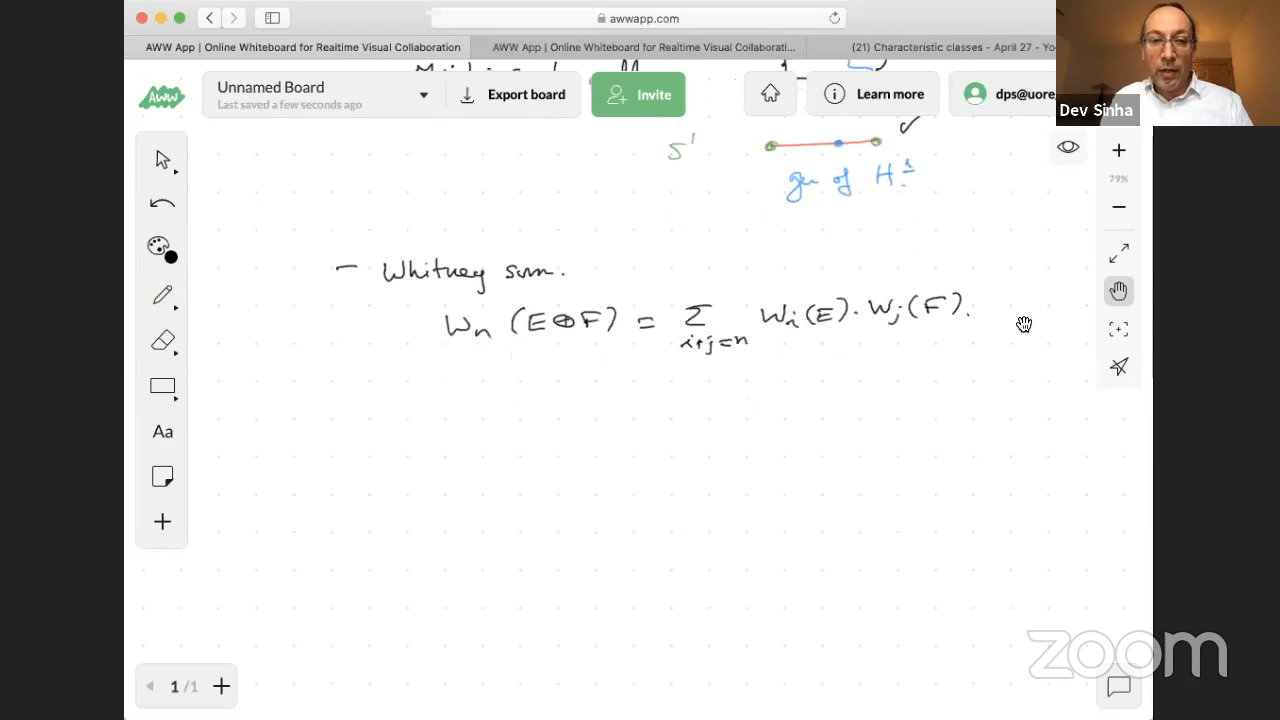 awwapp.com
AWW App | Online Whiteboard for Realtime Visual Collaboration
AWW App | Online Whiteboard for Realtime Visual Collaborati...
(21) Characteristic classes - April 27 - Yo
AWW
Unnamed Board
Last saved a few seconds ago
Export board
Invite
Learn more
dps@uore
Dev Sinha
S¹
gen of H¹
79%
- Whitney sum.
Wn (E⊕F) = Σ Wi(E). Wj(F).
i+j=n
Aa
1 /1
zoom